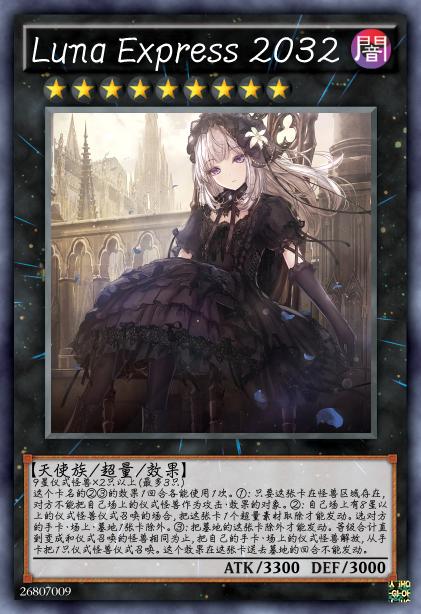 Luna Express 2032
闇
【天使族/超量/效果】
9星仪式怪兽×2只以上(最多3只)
这个卡名的②③的效果1回合各能使用1次。①：只要这张卡在怪兽区域存在，
对方不能把自己场上的仪式怪兽作为攻击·效果的对象。②：自己场上有8星以
上的仪式怪兽仪式召唤的场合，把这张卡1个超量素材取除才能发动。选对方
的手卡·场上·墓地1张卡除外。③：把墓地的这张卡除外才能发动。等级合计直
到变成和仪式召唤的怪兽相同为止，把自己的手卡·场上的仪式怪兽解放，从手
卡把1只仪式怪兽仪式召唤。这个效果在这张卡送去墓地的回合不能发动。
ATK/3300 DEF/3000
26807009